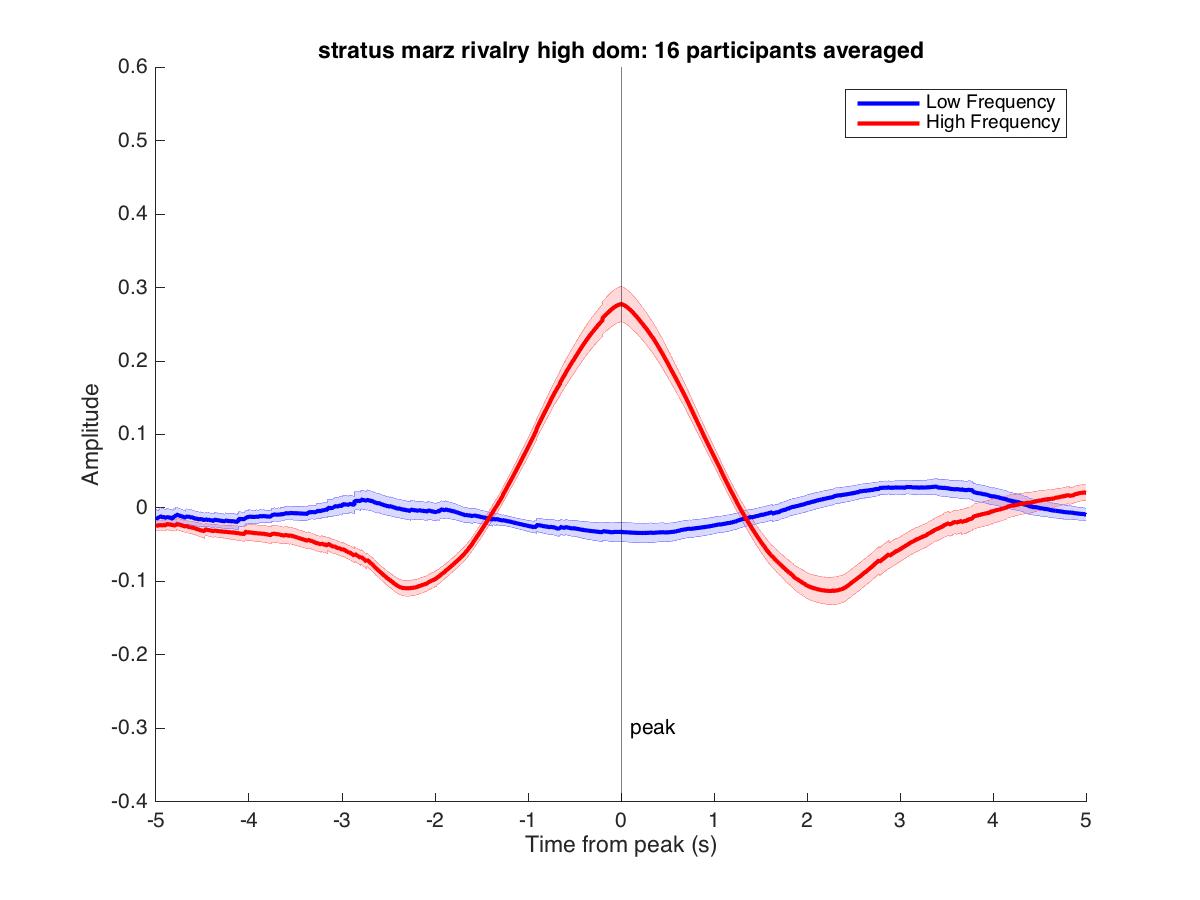 stratus marz rivalry high dom: 16 participants averaged
0.6
0.5
0.4
0.3
0.2
0.1
0
-0.1
-0.2
-0.3
-0.4
Amplitude
Low Frequency
High Frequency
peak
-5 -4 -3 -2 -1 0 1 2 3 4 5
Time from peak (s)